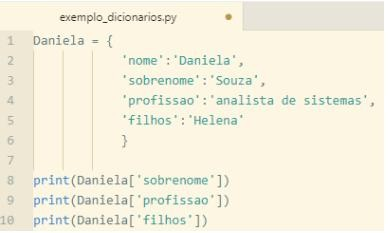 exemplo_dicionarios.py
1 Daniela = {
2 'nome':'Daniela',
3 'sobrenome':'Souza',
4 'profissao':'analista de sistemas',
5 'filhos':'Helena'
6 }
7
8 print(Daniela['sobrenome'])
9 print(Daniela['profissao'])
10 print(Daniela['filhos'])